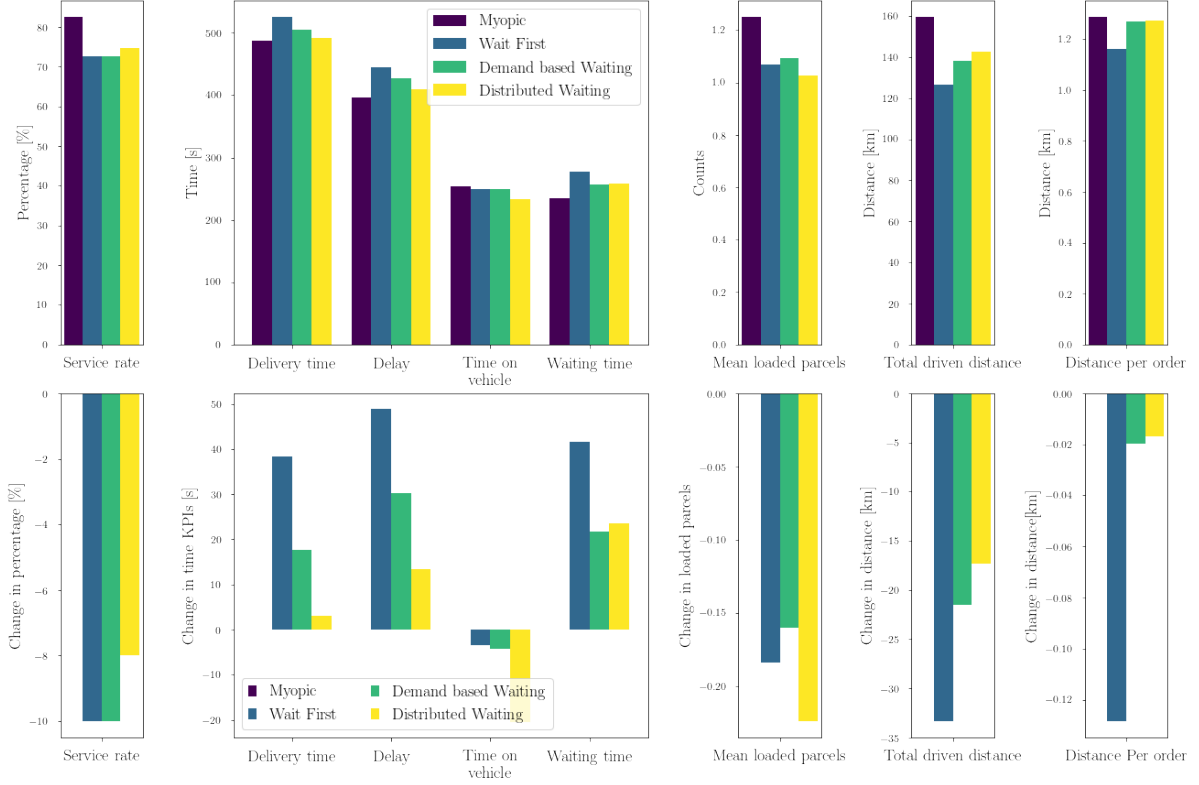 Percentage [%]
80
70
60
50
40
30
20
10
0
Service rate
Time [s]
500
400
300
200
100
0
Delivery time
Delay
Time on
vehicle
Waiting time
Myopic
Wait First
Demand based Waiting
Distributed Waiting
Counts
1.2
1.0
0.8
0.6
0.4
0.2
0.0
Mean loaded parcels
Distance [km]
160
140
120
100
80
60
40
20
0
Total driven distance
Distance [km]
1.2
1.0
0.8
0.6
0.4
0.2
0.0
Distance per order
Change in percentage [%]
0
−2
−4
−6
−8
−10
Service rate
Change in time KPIs [s]
50
40
30
20
10
0
−10
−20
Myopic
Wait First
Demand based Waiting
Distributed Waiting
Delivery time
Delay
Time on
vehicle
Waiting time
Change in loaded parcels
0.00
−0.05
−0.10
−0.15
−0.20
Mean loaded parcels
Change in distance [km]
0
−5
−10
−15
−20
−25
−30
−35
Total driven distance
Change in distance[km]
0.00
−0.02
−0.04
−0.06
−0.08
−0.10
−0.12
Distance Per order